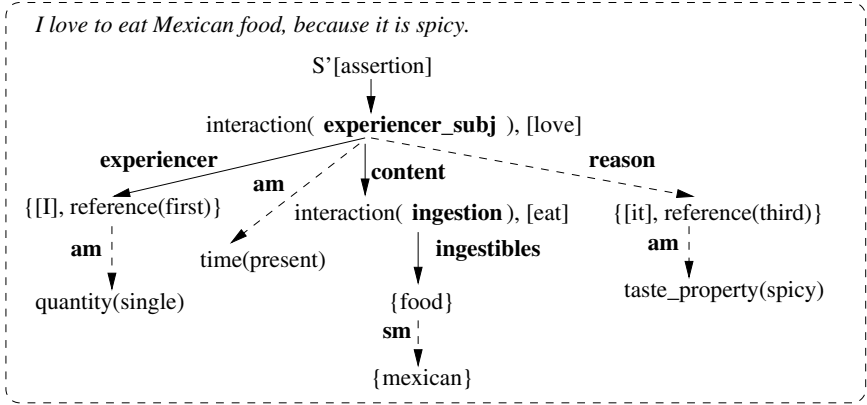 I love to eat Mexican food, because it is spicy.
S'[assertion]
interaction( experiencer_subj ), [love]
experiencer
am
content
reason
{[I], reference(first)}
interaction( ingestion ), [eat]
{[it], reference(third)}
am
time(present)
ingestibles
am
quantity(single)
{food}
taste_property(spicy)
sm
{mexican}